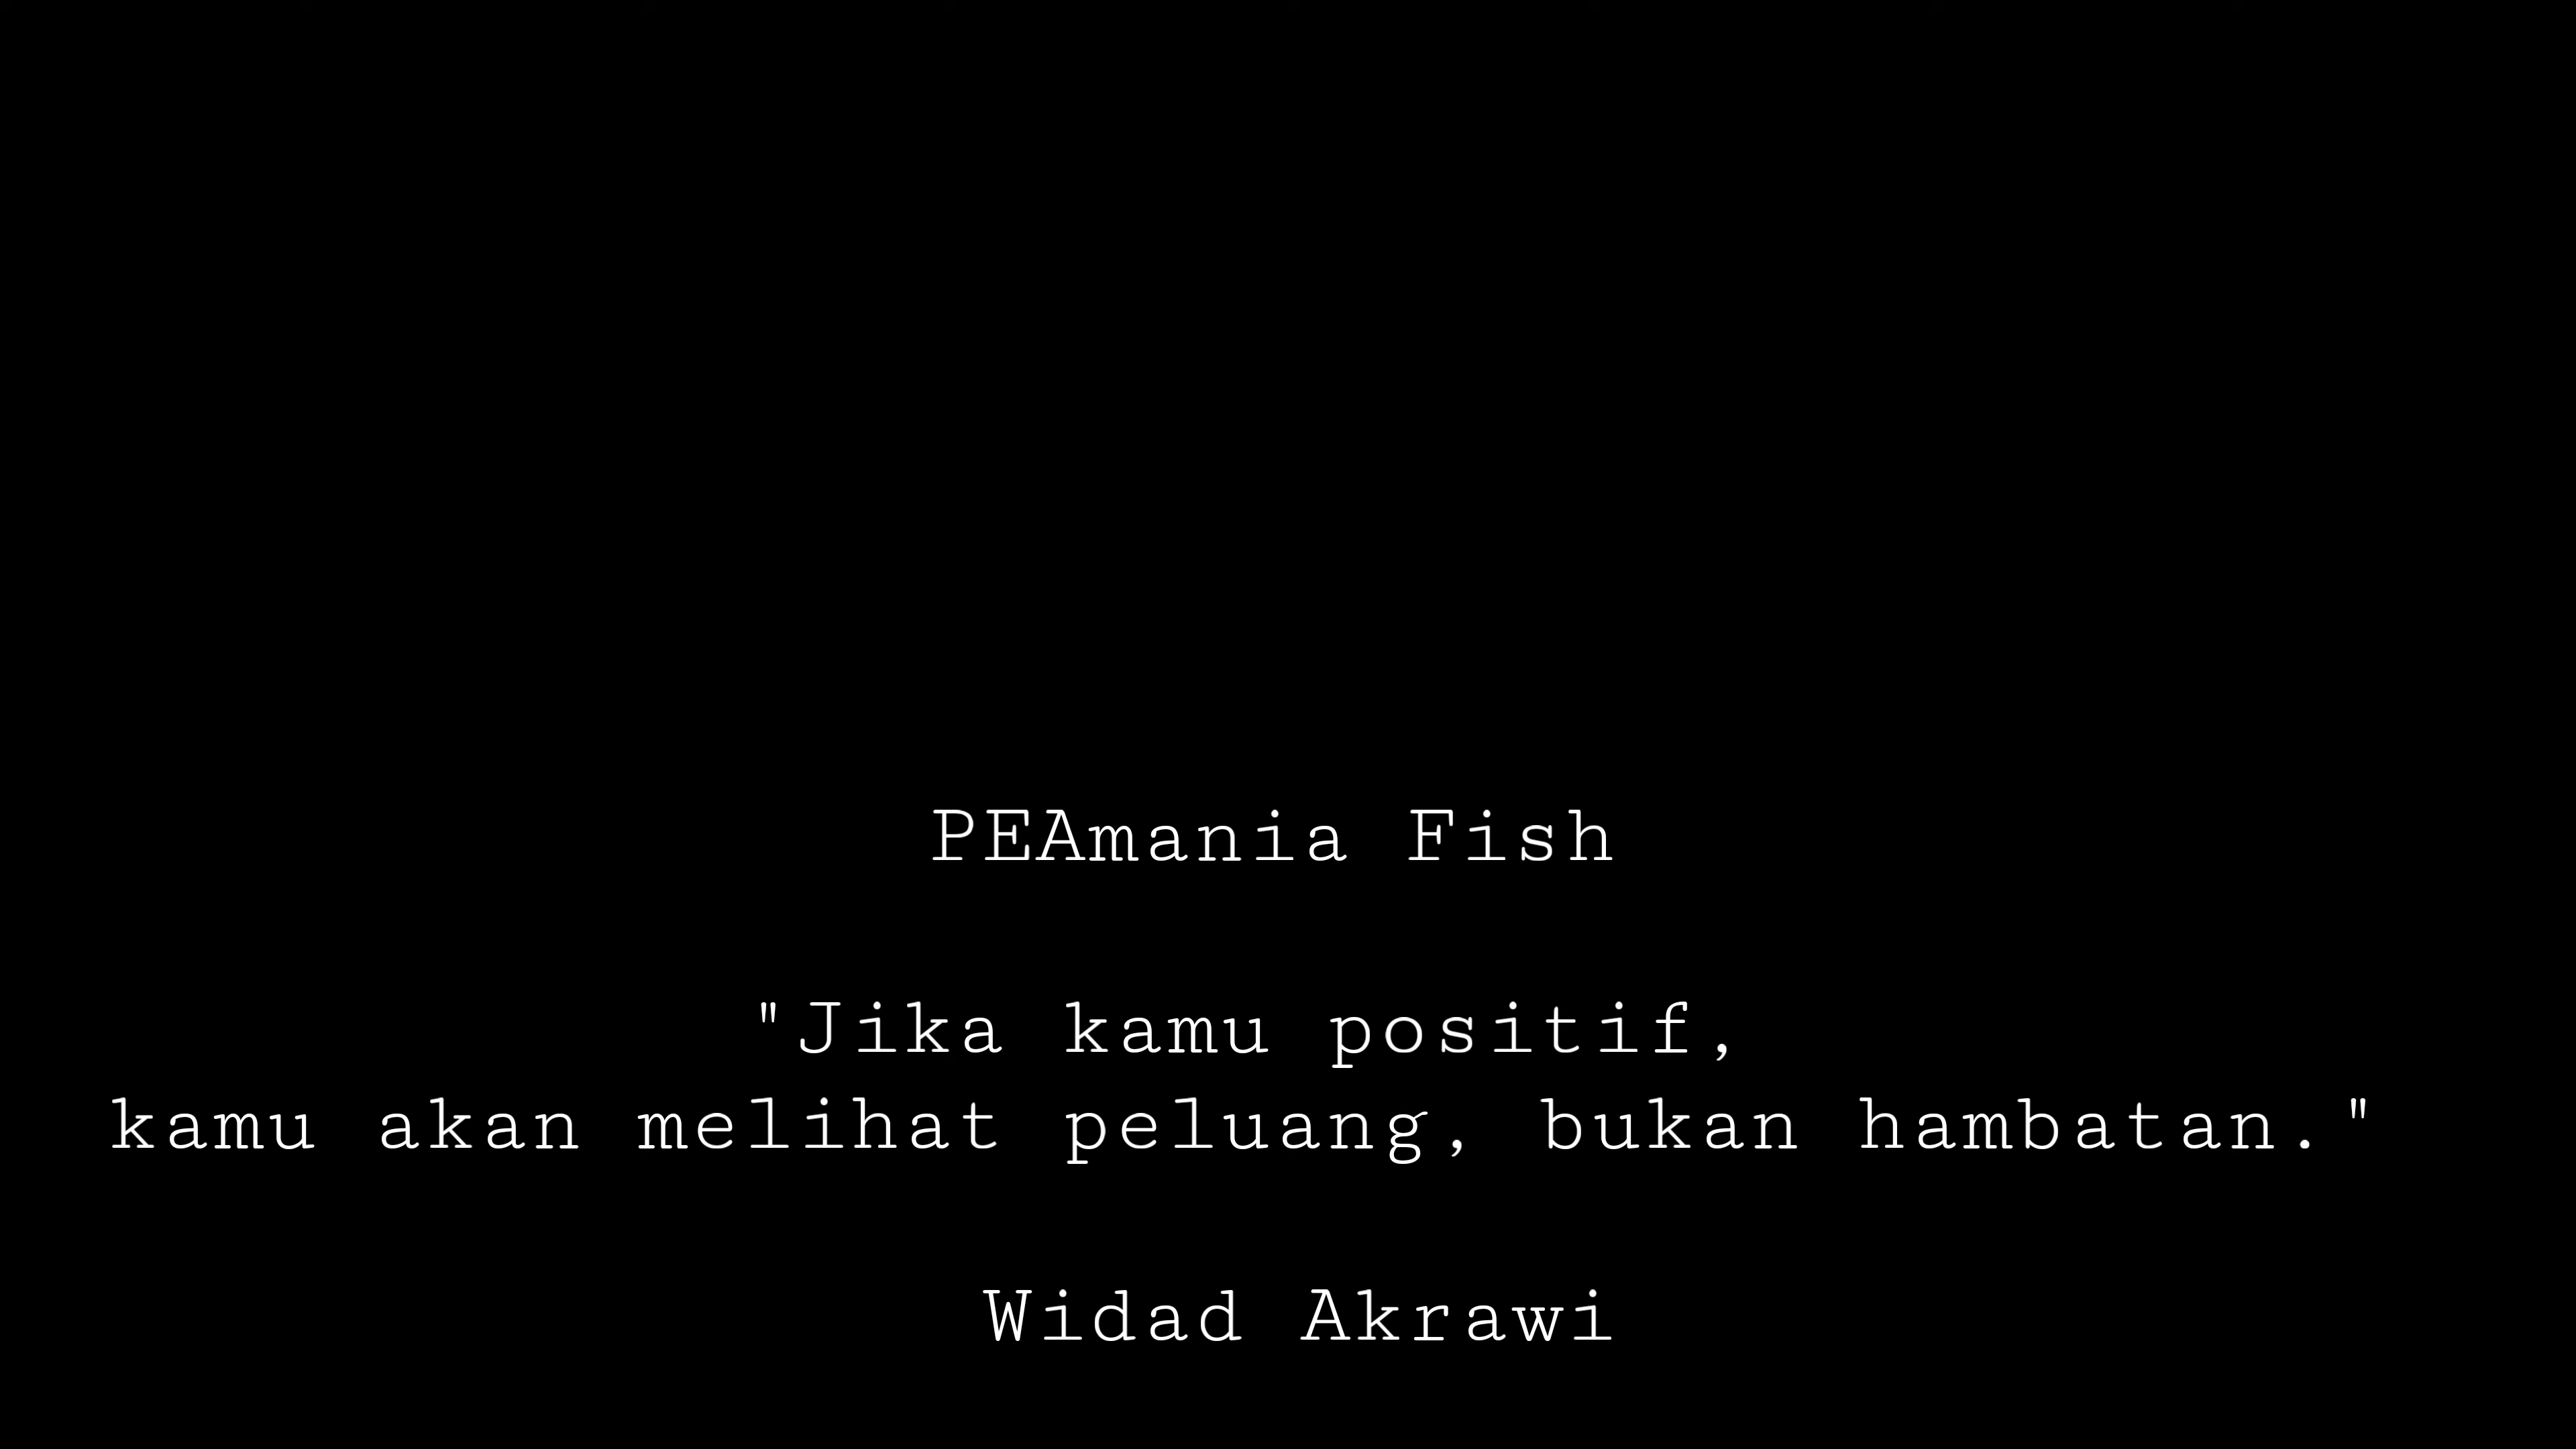 PEAmania Fish
"Jika kamu positif,
kamu akan melihat peluang, bukan hambatan."
Widad Akrawi